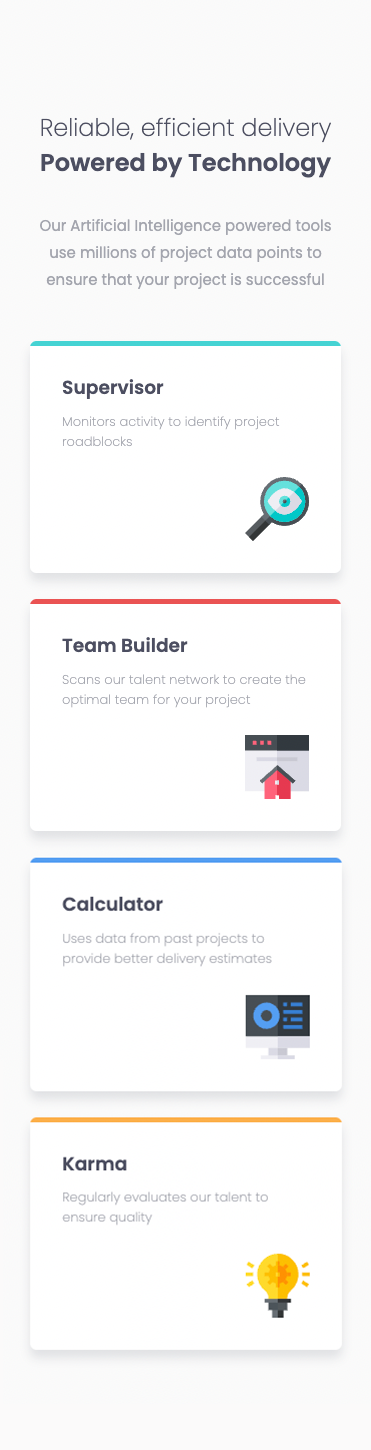 Reliable, efficient delivery
Powered by Technology
Our Artificial Intelligence powered tools
use millions of project data points to
ensure that your project is successful
Supervisor
Monitors activity to identify project
roadblocks
Team Builder
Scans our talent network to create the
optimal team for your project
Calculator
Uses data from past projects to
provide better delivery estimates
Karma
Regularly evaluates our talent to
ensure quality